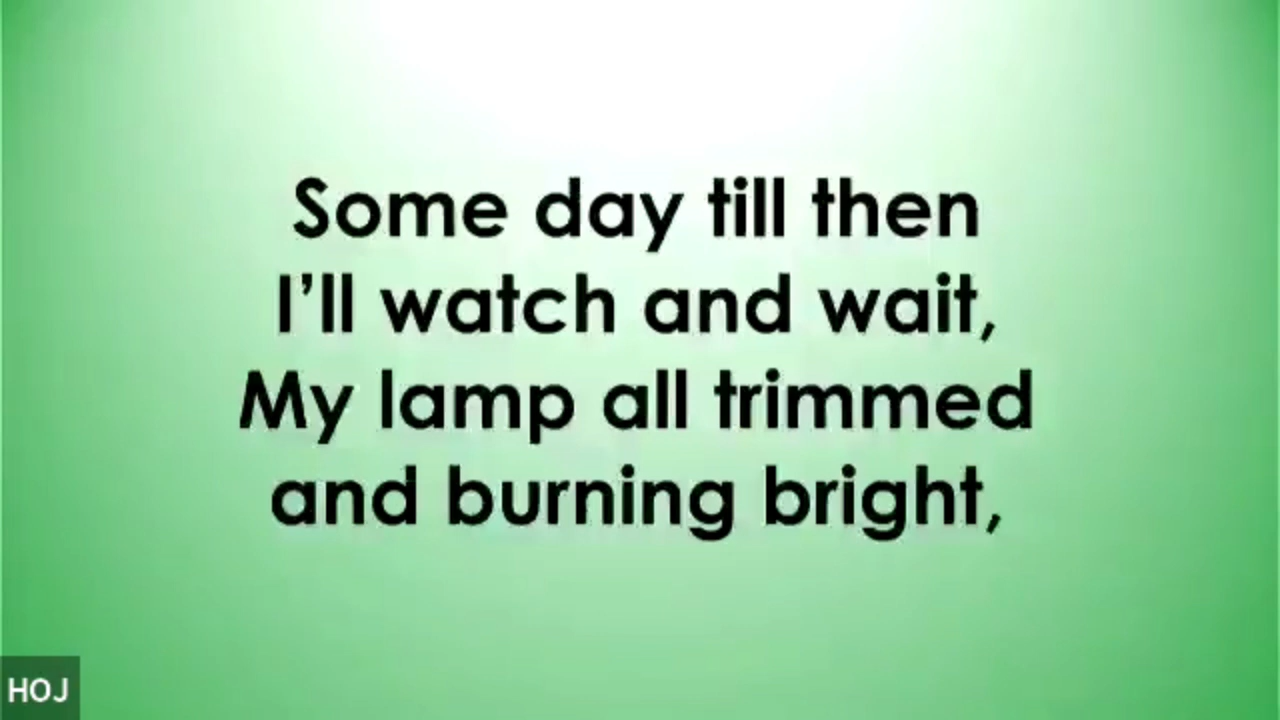 Some day till then
I’ll watch and wait,
My lamp all trimmed
and burning bright,
HOJ